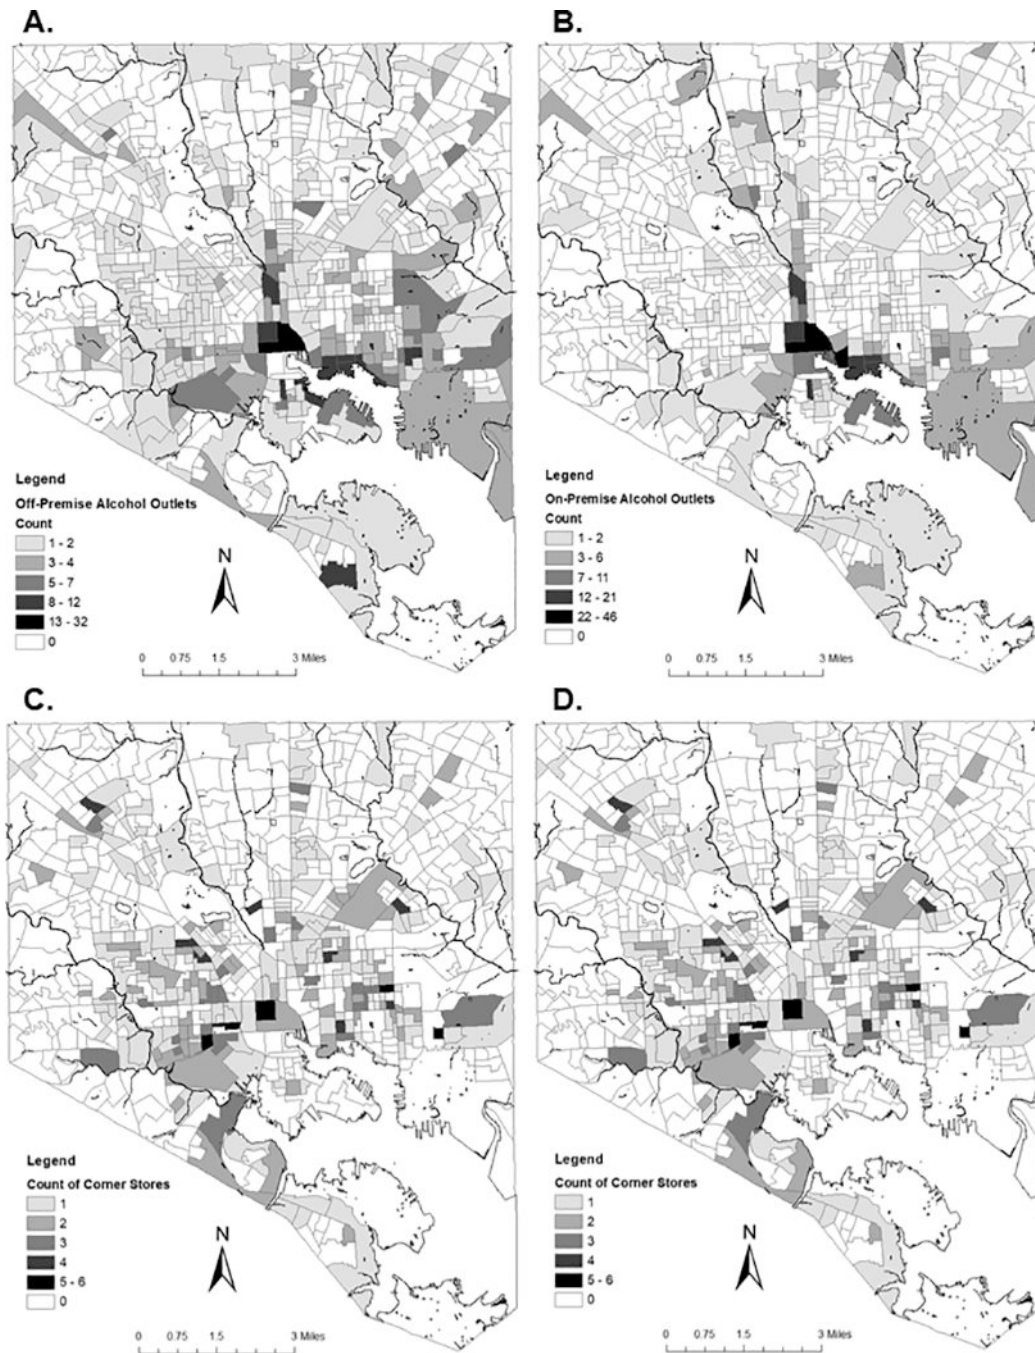 A.
Legend
Off-Premise Alcohol Outlets
Count
1 - 2
3 - 4
5 - 7
8 - 12
13 - 32
0
N
0 0.75 1.5 3 Miles
B.
Legend
On-Premise Alcohol Outlets
Count
1 - 2
3 - 6
7 - 11
12 - 21
22 - 46
0
N
0 0.75 1.5 3 Miles
C.
Legend
Count of Corner Stores
1
2
3
4
5 - 6
0
N
0 0.75 1.5 3 Miles
D.
Legend
Count of Corner Stores
1
2
3
4
5 - 6
0
N
0 0.75 1.5 3 Miles